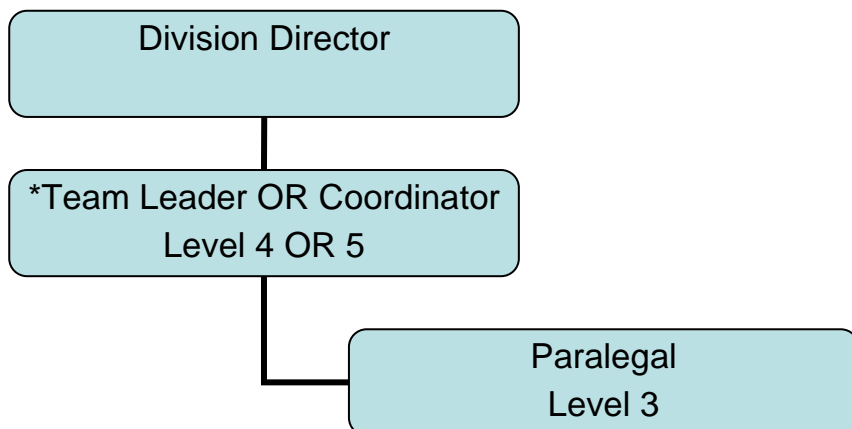 Division Director
*Team Leader OR Coordinator
Level 4 OR 5
Paralegal
Level 3